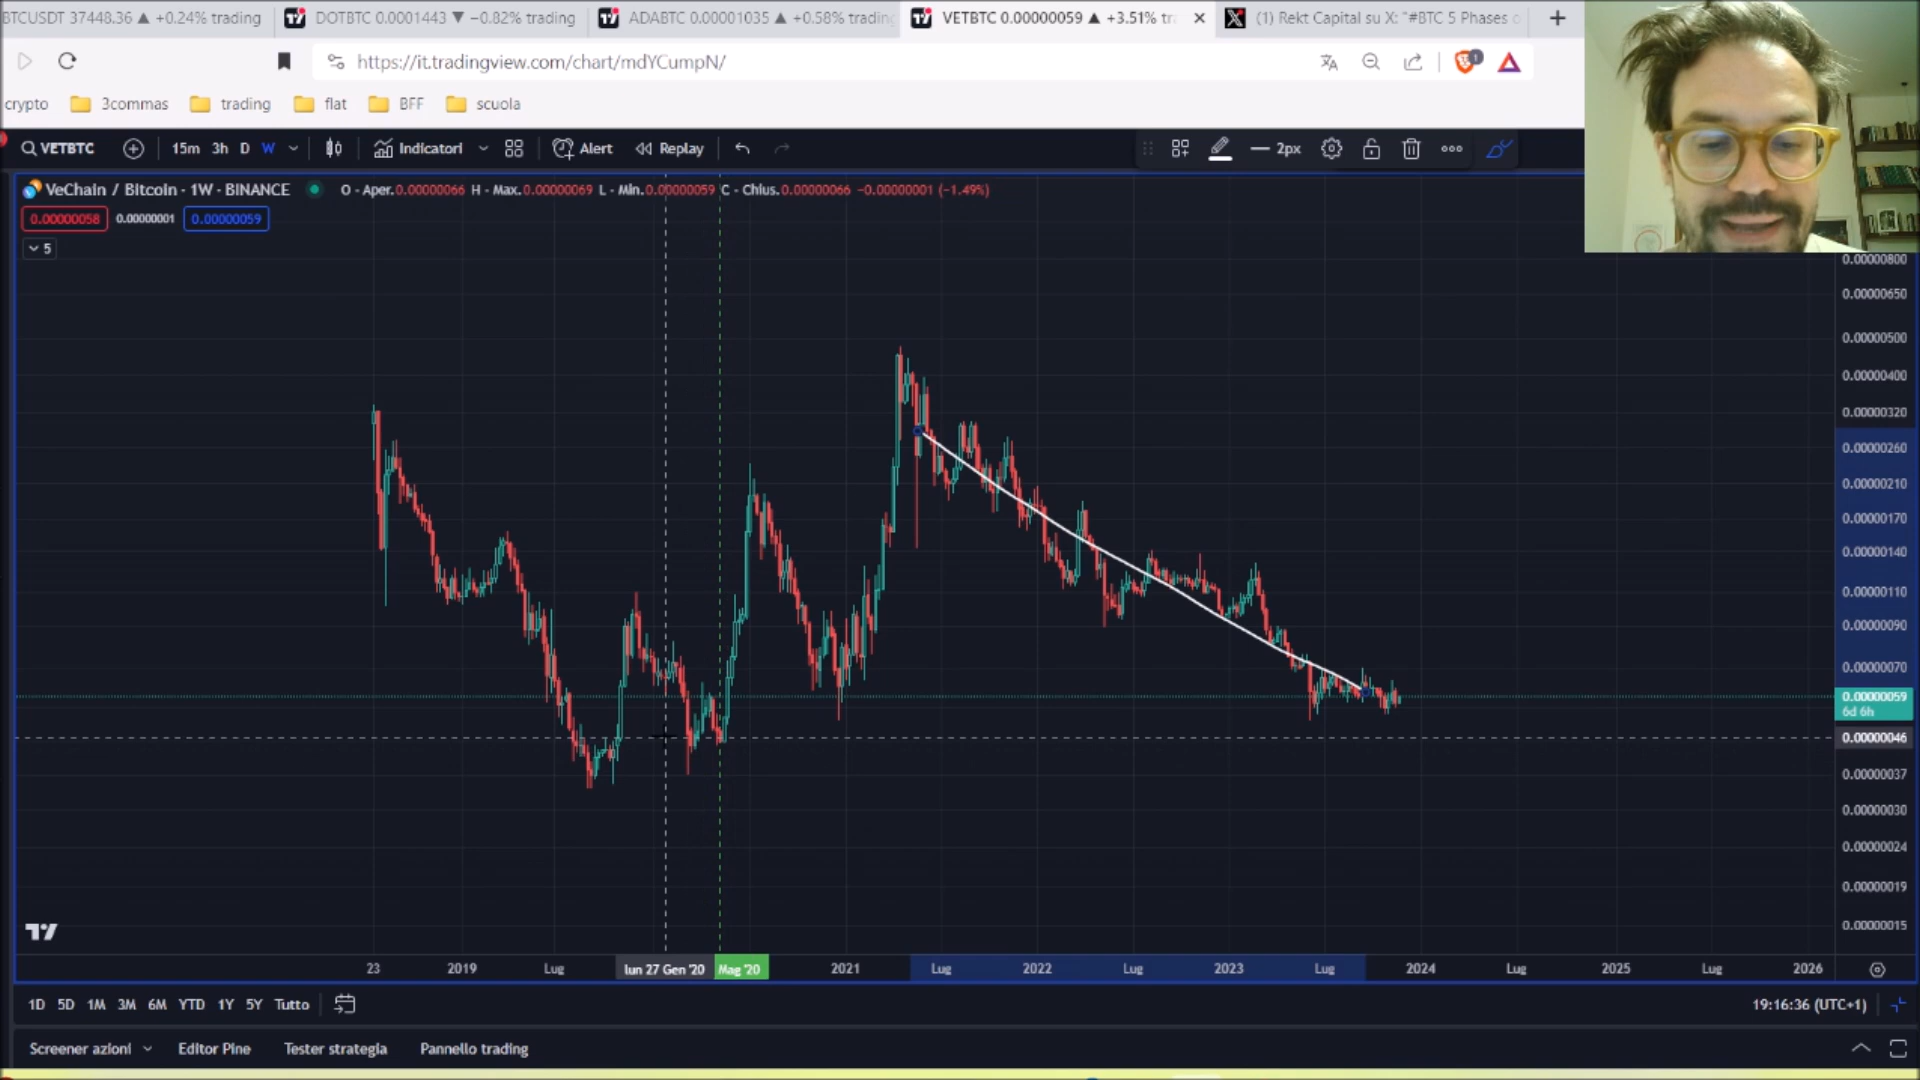 BTCUSDT 37448.36 ▲ +0.24% trading
DOTBTC 0.0001443 ▼ −0.82% trading
ADABTC 0.00001035 ▲ +0.58% trading
VETBTC 0.00000059 ▲ +3.51% tr
(1) Rekt Capital su X: "#BTC 5 Phases o
https://it.tradingview.com/chart/mdYCumpN/
1
crypto
3commas
trading
flat
BFF
scuola
VETBTC
15m 3h D W
Indicatori
Alert
Replay
2px
VeChain / Bitcoin · 1W · BINANCE
O - Aper.0.00000066 H - Max.0.00000069 L - Min.0.00000059 C - Chius.0.00000066 −0.00000001 (−1.49%)
0.00000058
0.00000001
0.00000059
5
0.00000800
0.00000650
0.00000500
0.00000400
0.00000320
0.00000260
0.00000210
0.00000170
0.00000140
0.00000110
0.00000090
0.00000070
0.00000059
6d 6h
0.00000046
0.00000037
0.00000030
0.00000024
0.00000019
0.00000015
23
2019
Lug
lun 27 Gen '20
Mag '20
2021
Lug
2022
Lug
2023
Lug
2024
Lug
2025
Lug
2026
1D 5D 1M 3M 6M YTD 1Y 5Y Tutto
19:16:36 (UTC+1)
Screener azioni
Editor Pine
Tester strategia
Pannello trading